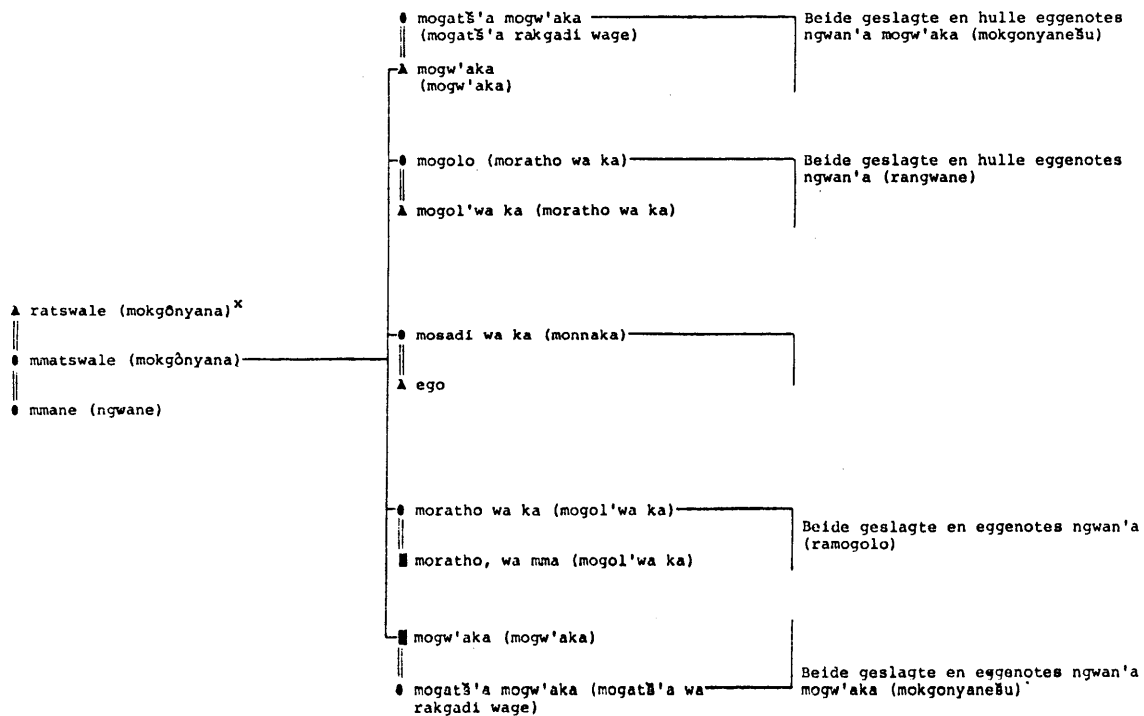 mogatš'a mogw'aka
(mogatš'a rakgadi wage)
Beide geslagte en hulle eggenotes
ngwan'a mogw'aka (mokgonyanešu)
mogw'aka
(mogw'aka)
mogolo (moratho wa ka)
Beide geslagte en hulle eggenotes
ngwan'a (rangwane)
mogol'wa ka (moratho wa ka)
ratswale (mokgônyana)x
mosadi wa ka (monnaka)
mmatswale (mokgônyana)
ego
mmane (ngwane)
moratho wa ka (mogol'wa ka)
Beide geslagte en eggenotes ngwan'a
(ramogolo)
moratho, wa mma (mogol'wa ka)
mogw'aka (mogw'aka)
Beide geslagte en eggenotes ngwan'a
mogw'aka (mokgonyanešu)
mogatš'a mogw'aka (mogatš'a wa
rakgadi wage)